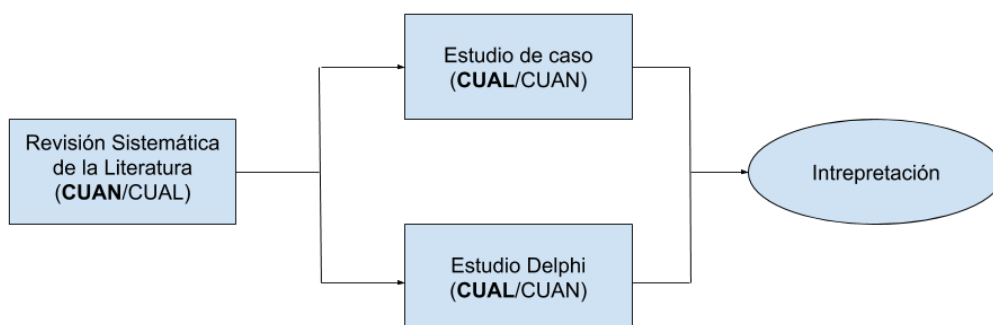 Revisión Sistemática
de la Literatura
(CUAN/CUAL)
Estudio de caso
(CUAL/CUAN)
Estudio Delphi
(CUAL/CUAN)
Intrepretación